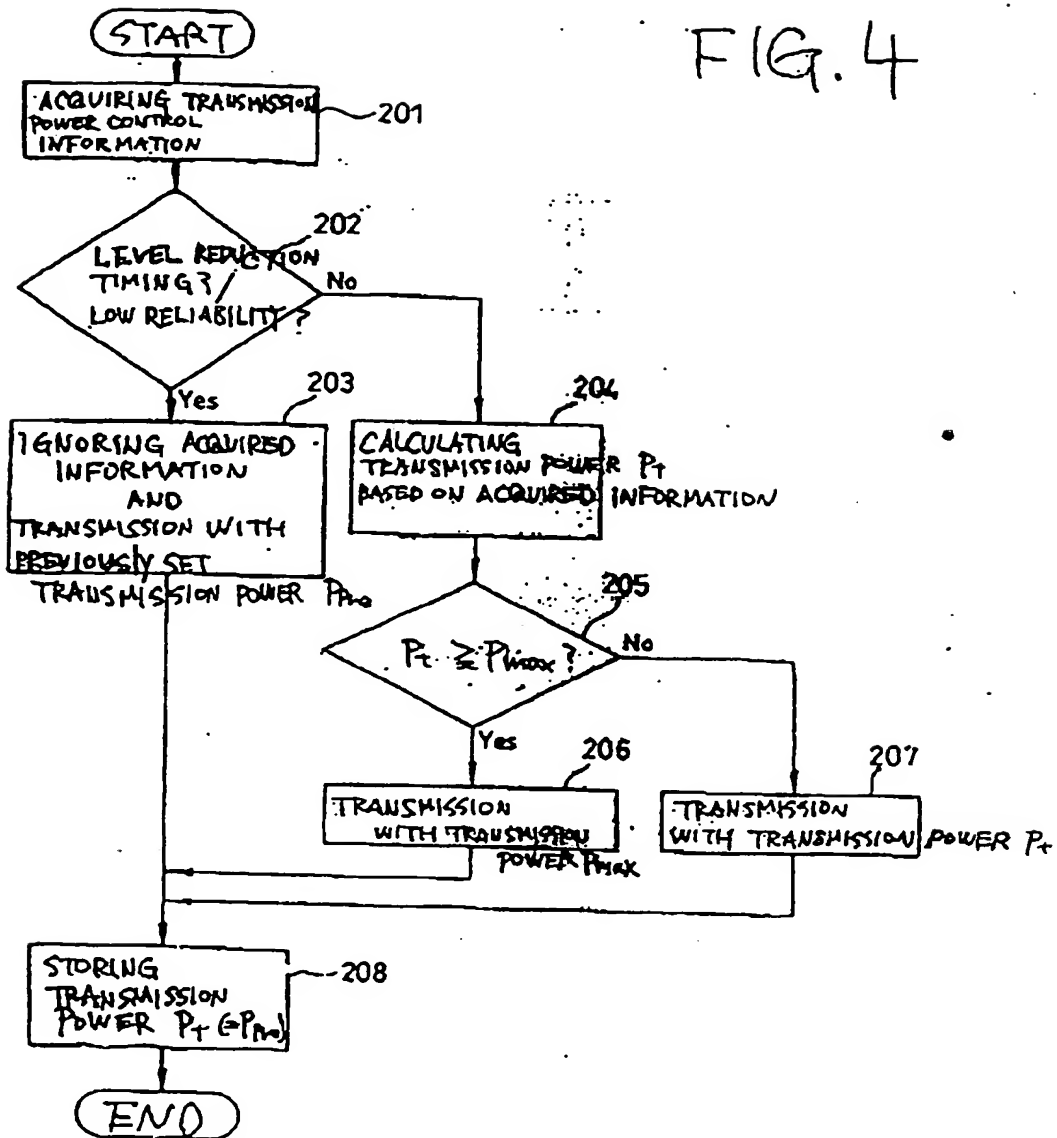 START
FIG. 4
ACQUIRING TRANSMISSION
POWER CONTROL
INFORMATION
201
202
LEVEL REDUCTION
TIMING?
LOW RELIABILITY?
No
Yes
203
IGNORING ACQUIRED
INFORMATION
AND
TRANSMISSION WITH
PREVIOUSLY SET
TRANSMISSION POWER Ppre
204
CALCULATING
TRANSMISSION POWER Pt
BASED ON ACQUIRED INFORMATION
205
Pt ≥ Pmax?
No
Yes
206
TRANSMISSION
WITH TRANSMISSION
POWER Pmax
207
TRANSMISSION
WITH TRANSMISSION POWER Pt
208
STORING
TRANSMISSION
POWER Pt (=Ppre)
END